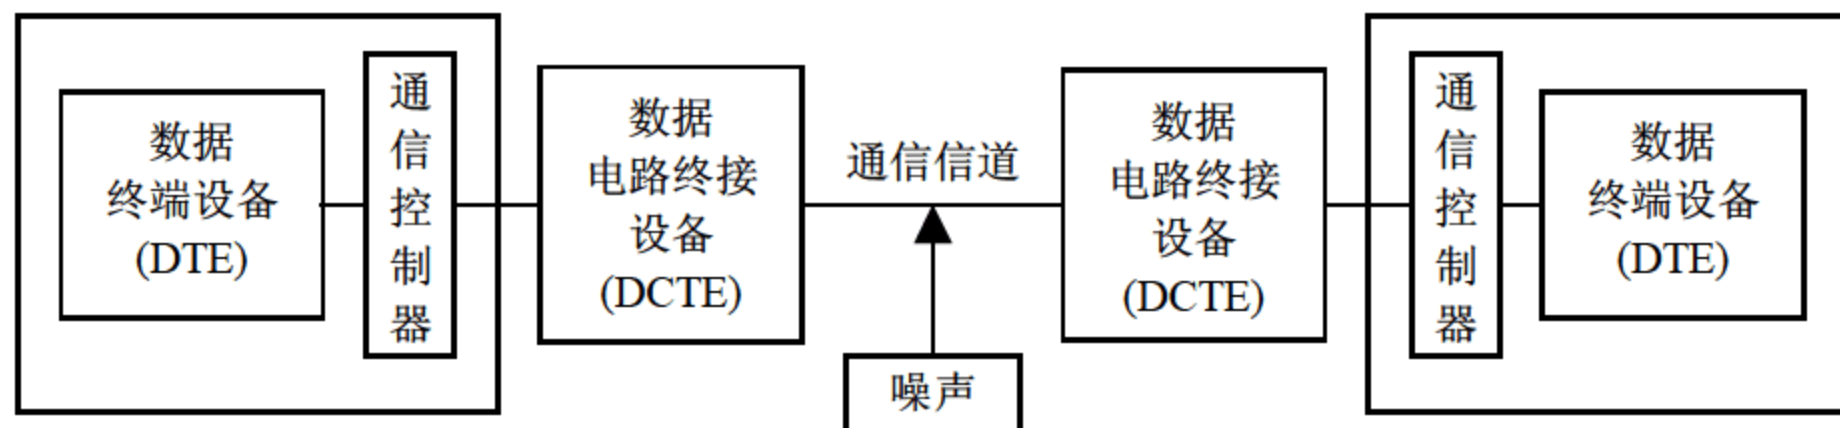 数据
终端设备
(DTE)
通
信
控
制
器
数据
电路终接
设备
(DCTE)
通信信道
噪声
数据
电路终接
设备
(DCTE)
通
信
控
制
器
数据
终端设备
(DTE)